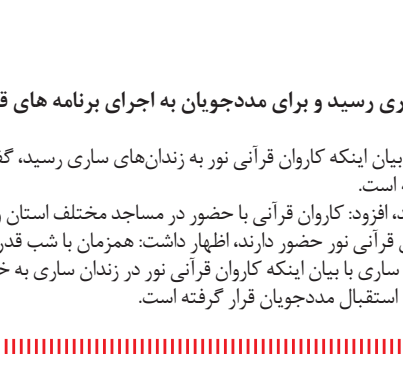 ری رسید و برای مددجویان به اجرای برنامه های
بیان اینکه کاروان قرآنی نور به زندان‌های ساری رسید،
است.
افزود: کاروان قرآنی با حضور در مساجد مختلف استان
قرآنی نور حضور دارند، اظهار داشت: همزمان با شب قدر
ساری با بیان اینکه کاروان قرآنی نور در زندان ساری به
استقبال مددجویان قرار گرفته است.